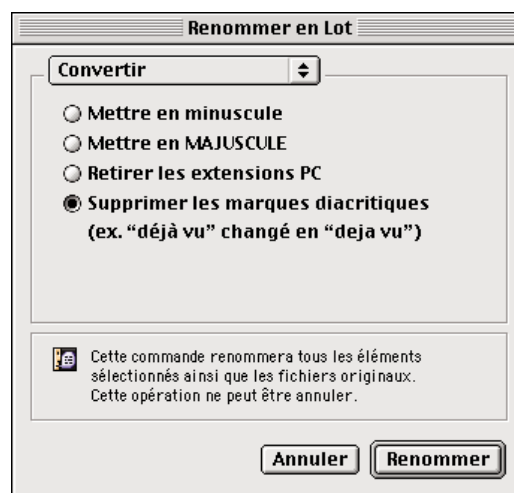 Renommer en Lot
Convertir
Mettre en minuscule
Mettre en MAJUSCULE
Retirer les extensions PC
Supprimer les marques diacritiques
(ex. “déjà vu” changé en “deja vu”)
Cette commande renommera tous les éléments
sélectionnés ainsi que les fichiers originaux.
Cette opération ne peut être annuler.
Annuler
Renommer